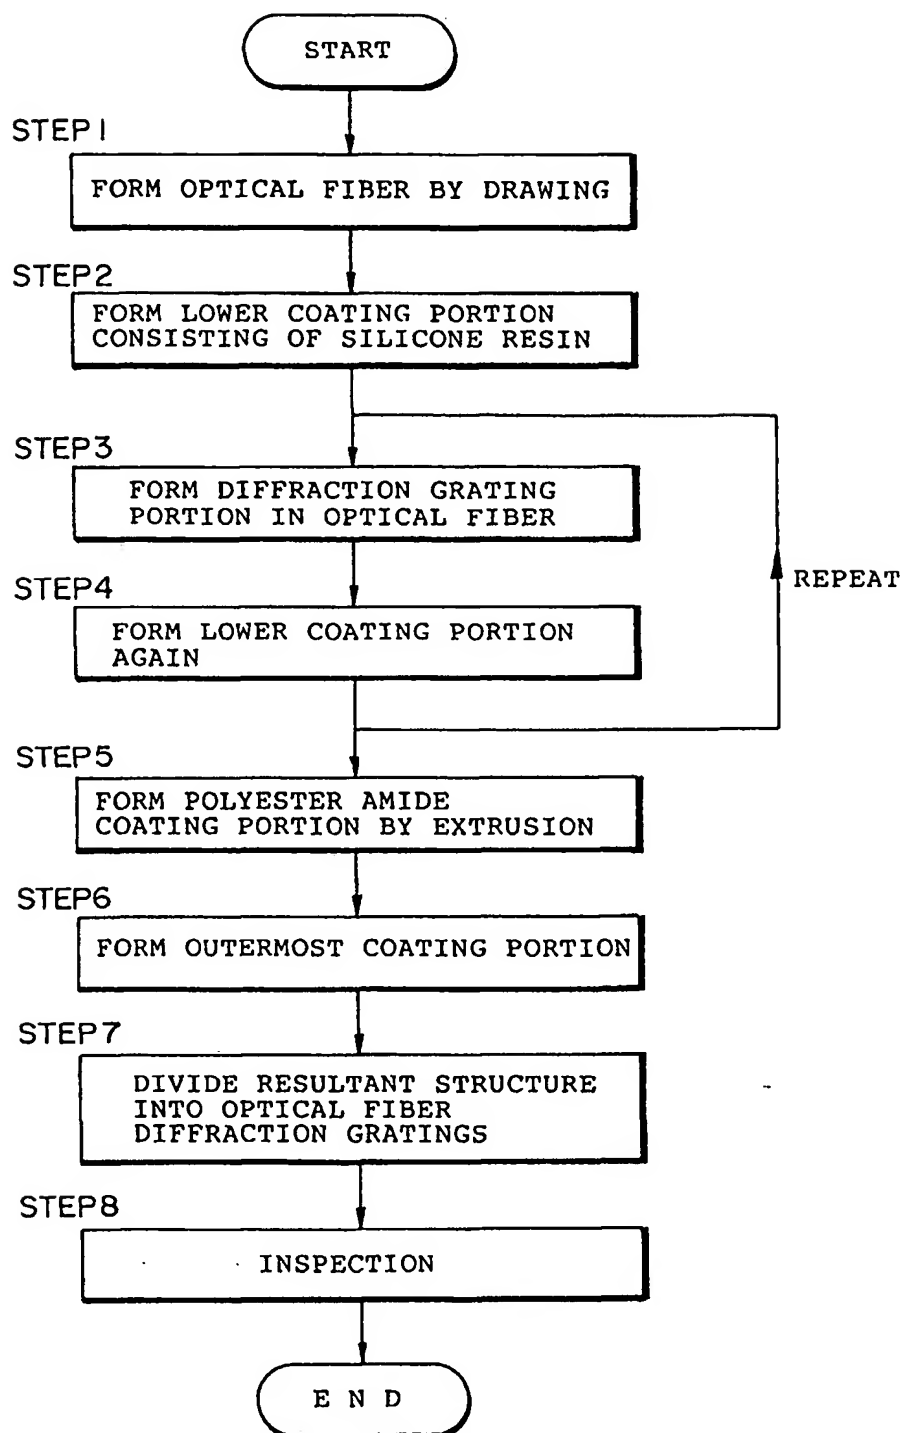 START
STEP1
FORM OPTICAL FIBER BY DRAWING
STEP2
FORM LOWER COATING PORTION
CONSISTING OF SILICONE RESIN
STEP3
FORM DIFFRACTION GRATING
PORTION IN OPTICAL FIBER
STEP4
REPEAT
FORM LOWER COATING PORTION
AGAIN
STEP5
FORM POLYESTER AMIDE
COATING PORTION BY EXTRUSION
STEP6
FORM OUTERMOST COATING PORTION
STEP7
DIVIDE RESULTANT STRUCTURE
INTO OPTICAL FIBER
DIFFRACTION GRATINGS
STEP8
INSPECTION
E N D